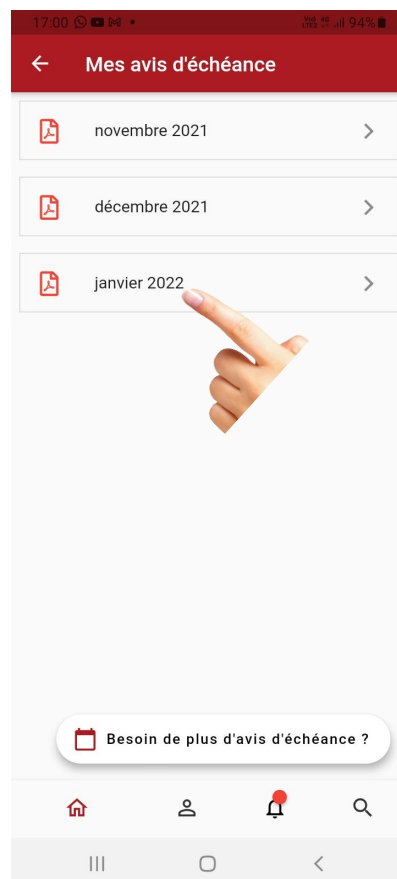 17:00
94%
Mes avis d'échéance
novembre 2021
décembre 2021
janvier 2022
Besoin de plus d'avis d'échéance ?